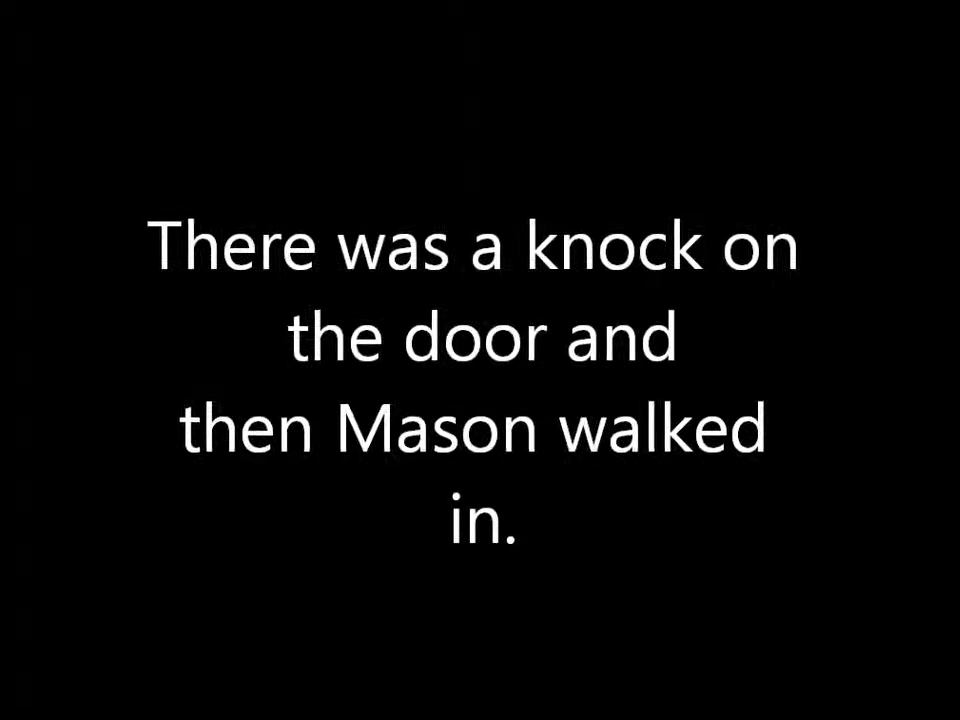 There was a knock on
the door and
then Mason walked
in.